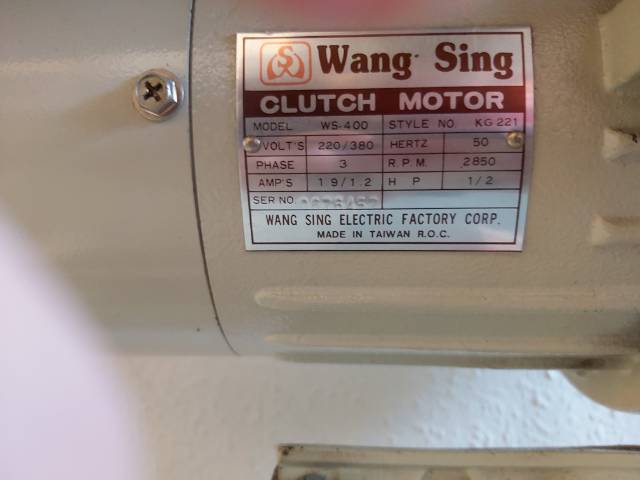 Wang Sing
CLUTCH MOTOR
MODEL WS-400 STYLE NO. KG 221
VOLT'S 220/380 HERTZ 50
PHASE 3 R.P.M. 2850
AMP'S 1.9/1.2 H P 1/2
SER NO.
WANG SING ELECTRIC FACTORY CORP.
MADE IN TAIWAN R.O.C.